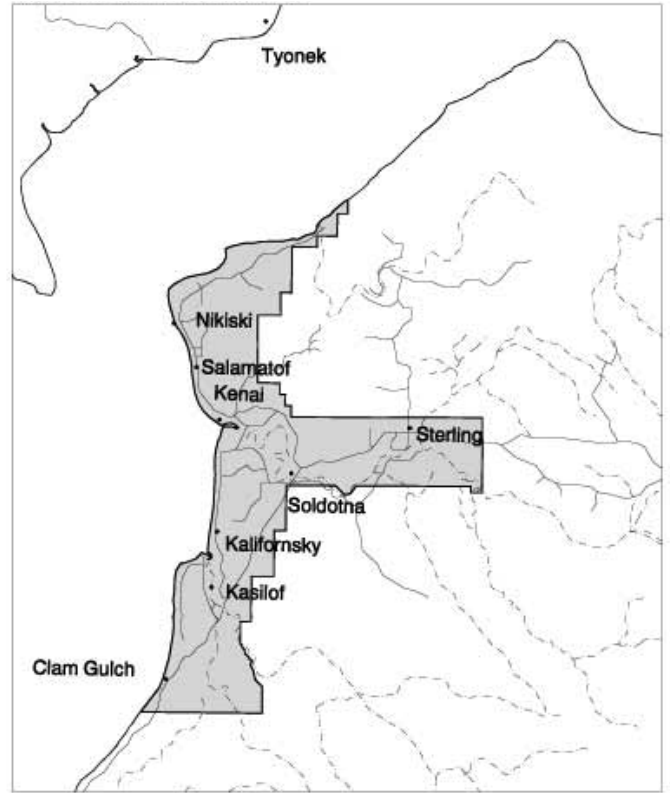 Tyonek
Nikiski
Salamatof
Kenai
Sterling
Soldotna
Kalifornsky
Kasilof
Clam Gulch